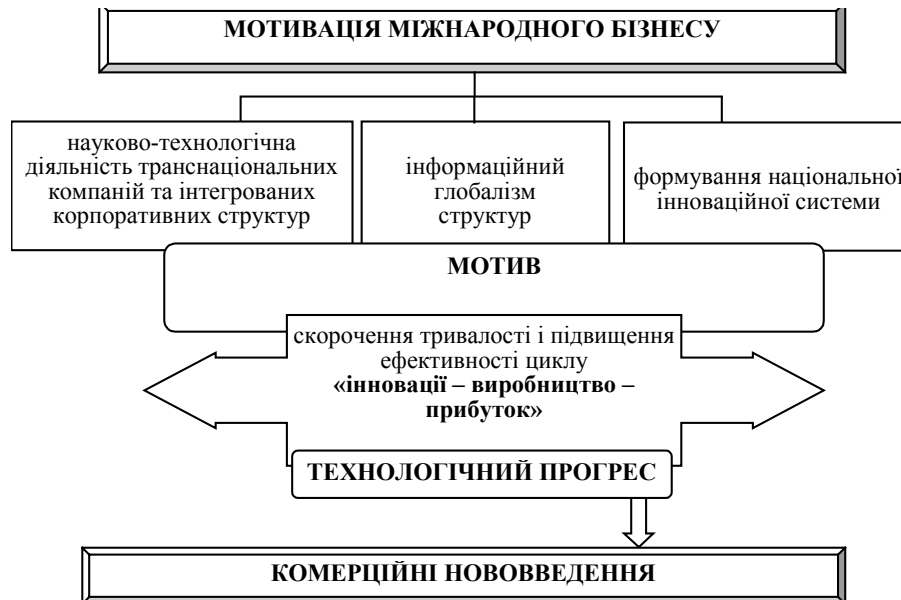 МОТИВАЦІЯ МІЖНАРОДНОГО БІЗНЕСУ
науково-технологічна
діяльність транснаціональних
компаній та інтегрованих
корпоративних структур
інформаційний
глобалізм
структур
формування національної
інноваційної системи
МОТИВ
скорочення тривалості і підвищення
ефективності циклу
«інновації – виробництво –
прибуток»
ТЕХНОЛОГІЧНИЙ ПРОГРЕС
КОМЕРЦІЙНІ НОВОВВЕДЕННЯ